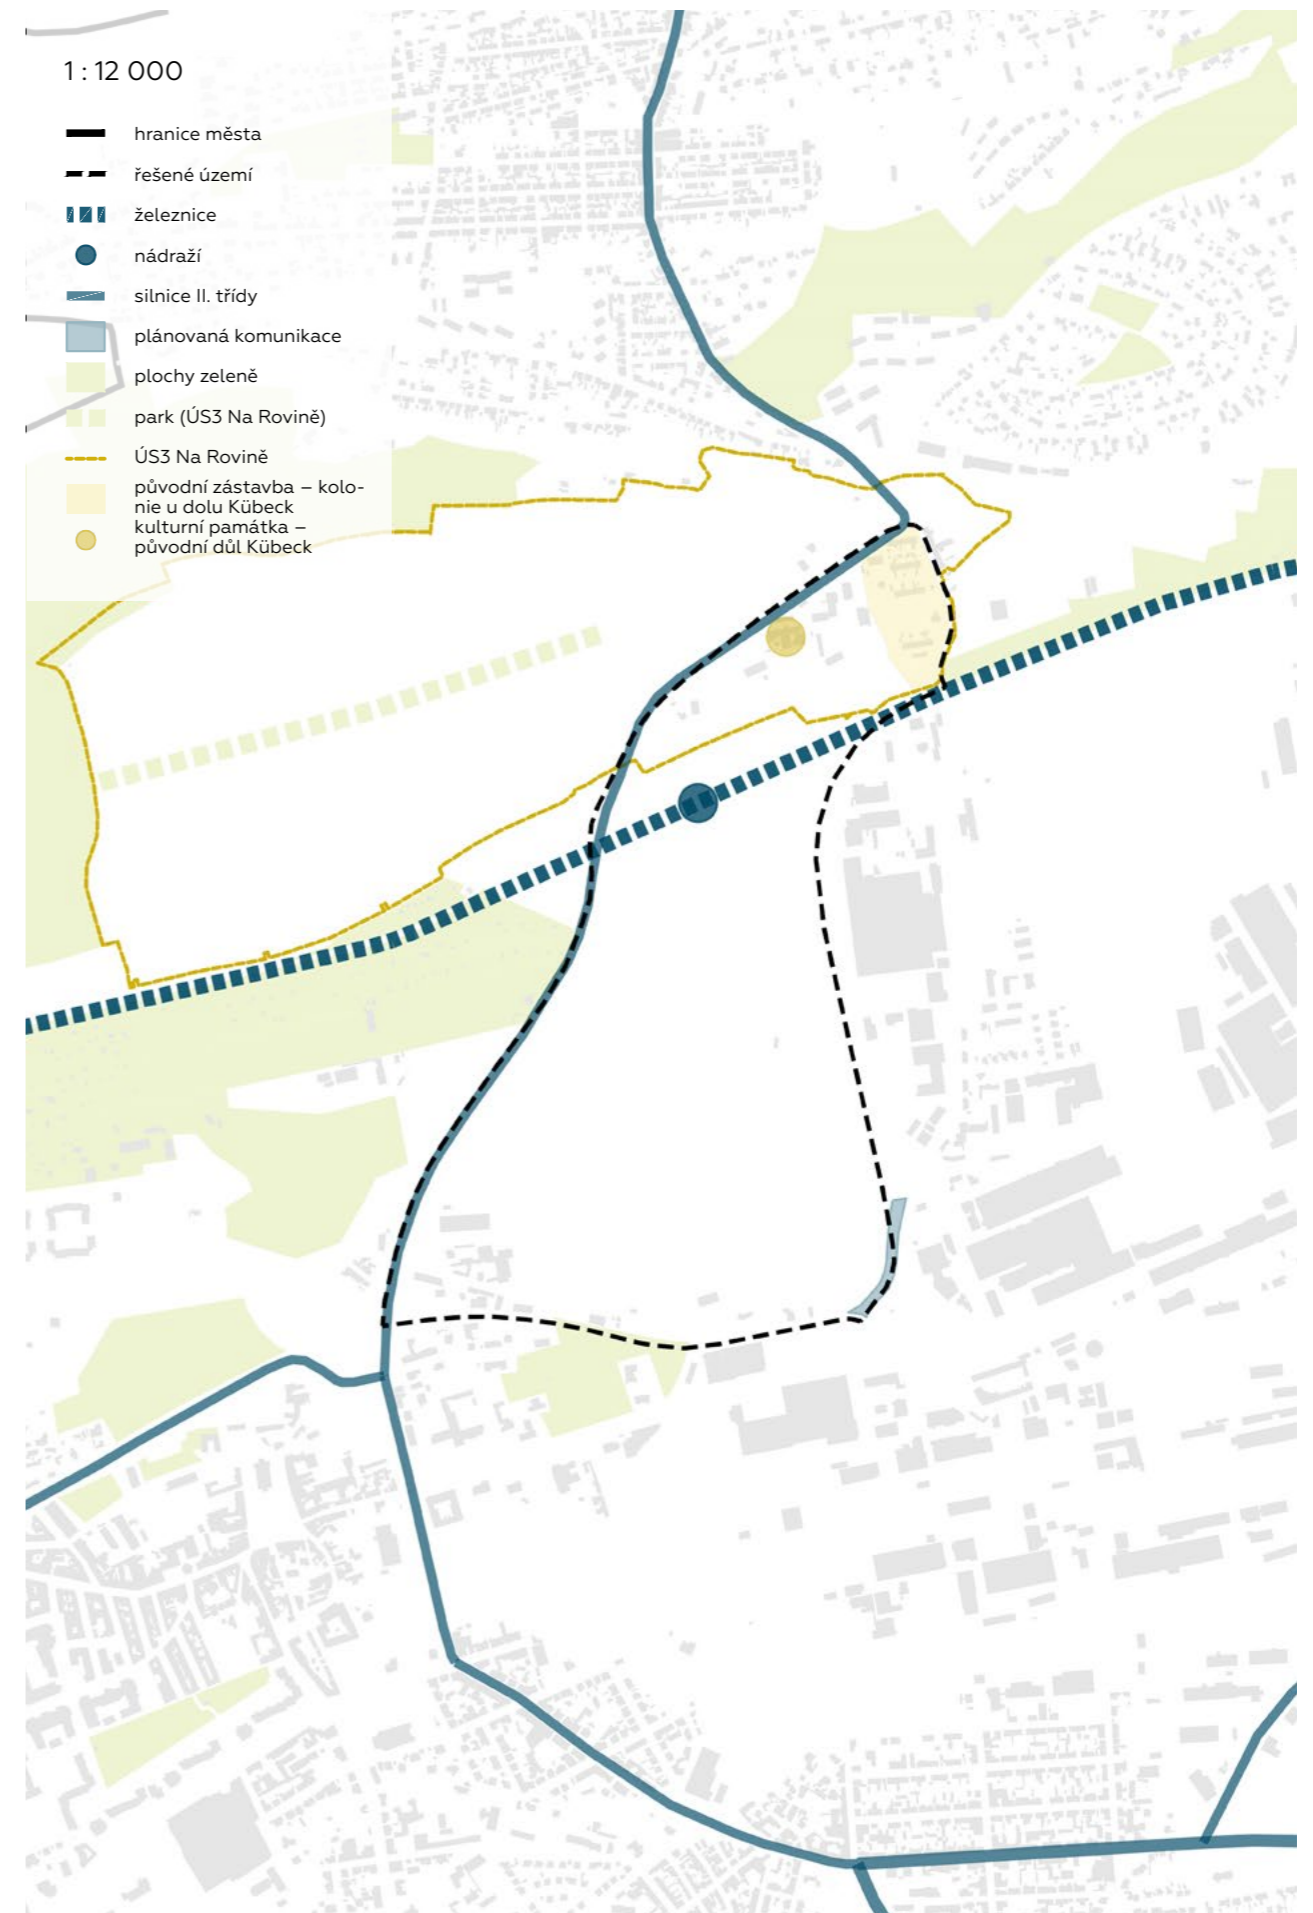 1 : 12 000
hranice města
řešené území
železnice
nádraží
silnice II. třídy
plánovaná komunikace
plochy zeleně
park (ÚS3 Na Rovině)
ÚS3 Na Rovině
původní zástavba – kolo-
nie u dolu Kübeck
kulturní památka –
původní důl Kübeck